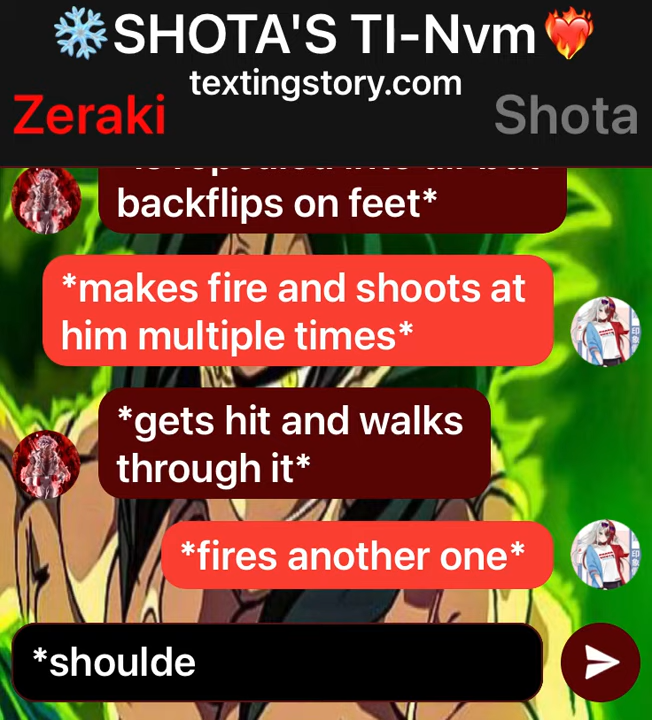 ❄️SHOTA'S TI-Nvm❤️‍🔥
textingstory.com
Zeraki
Shota
backflips on feet*
*makes fire and shoots at
him multiple times*
*gets hit and walks
through it*
*fires another one*
*shoulde